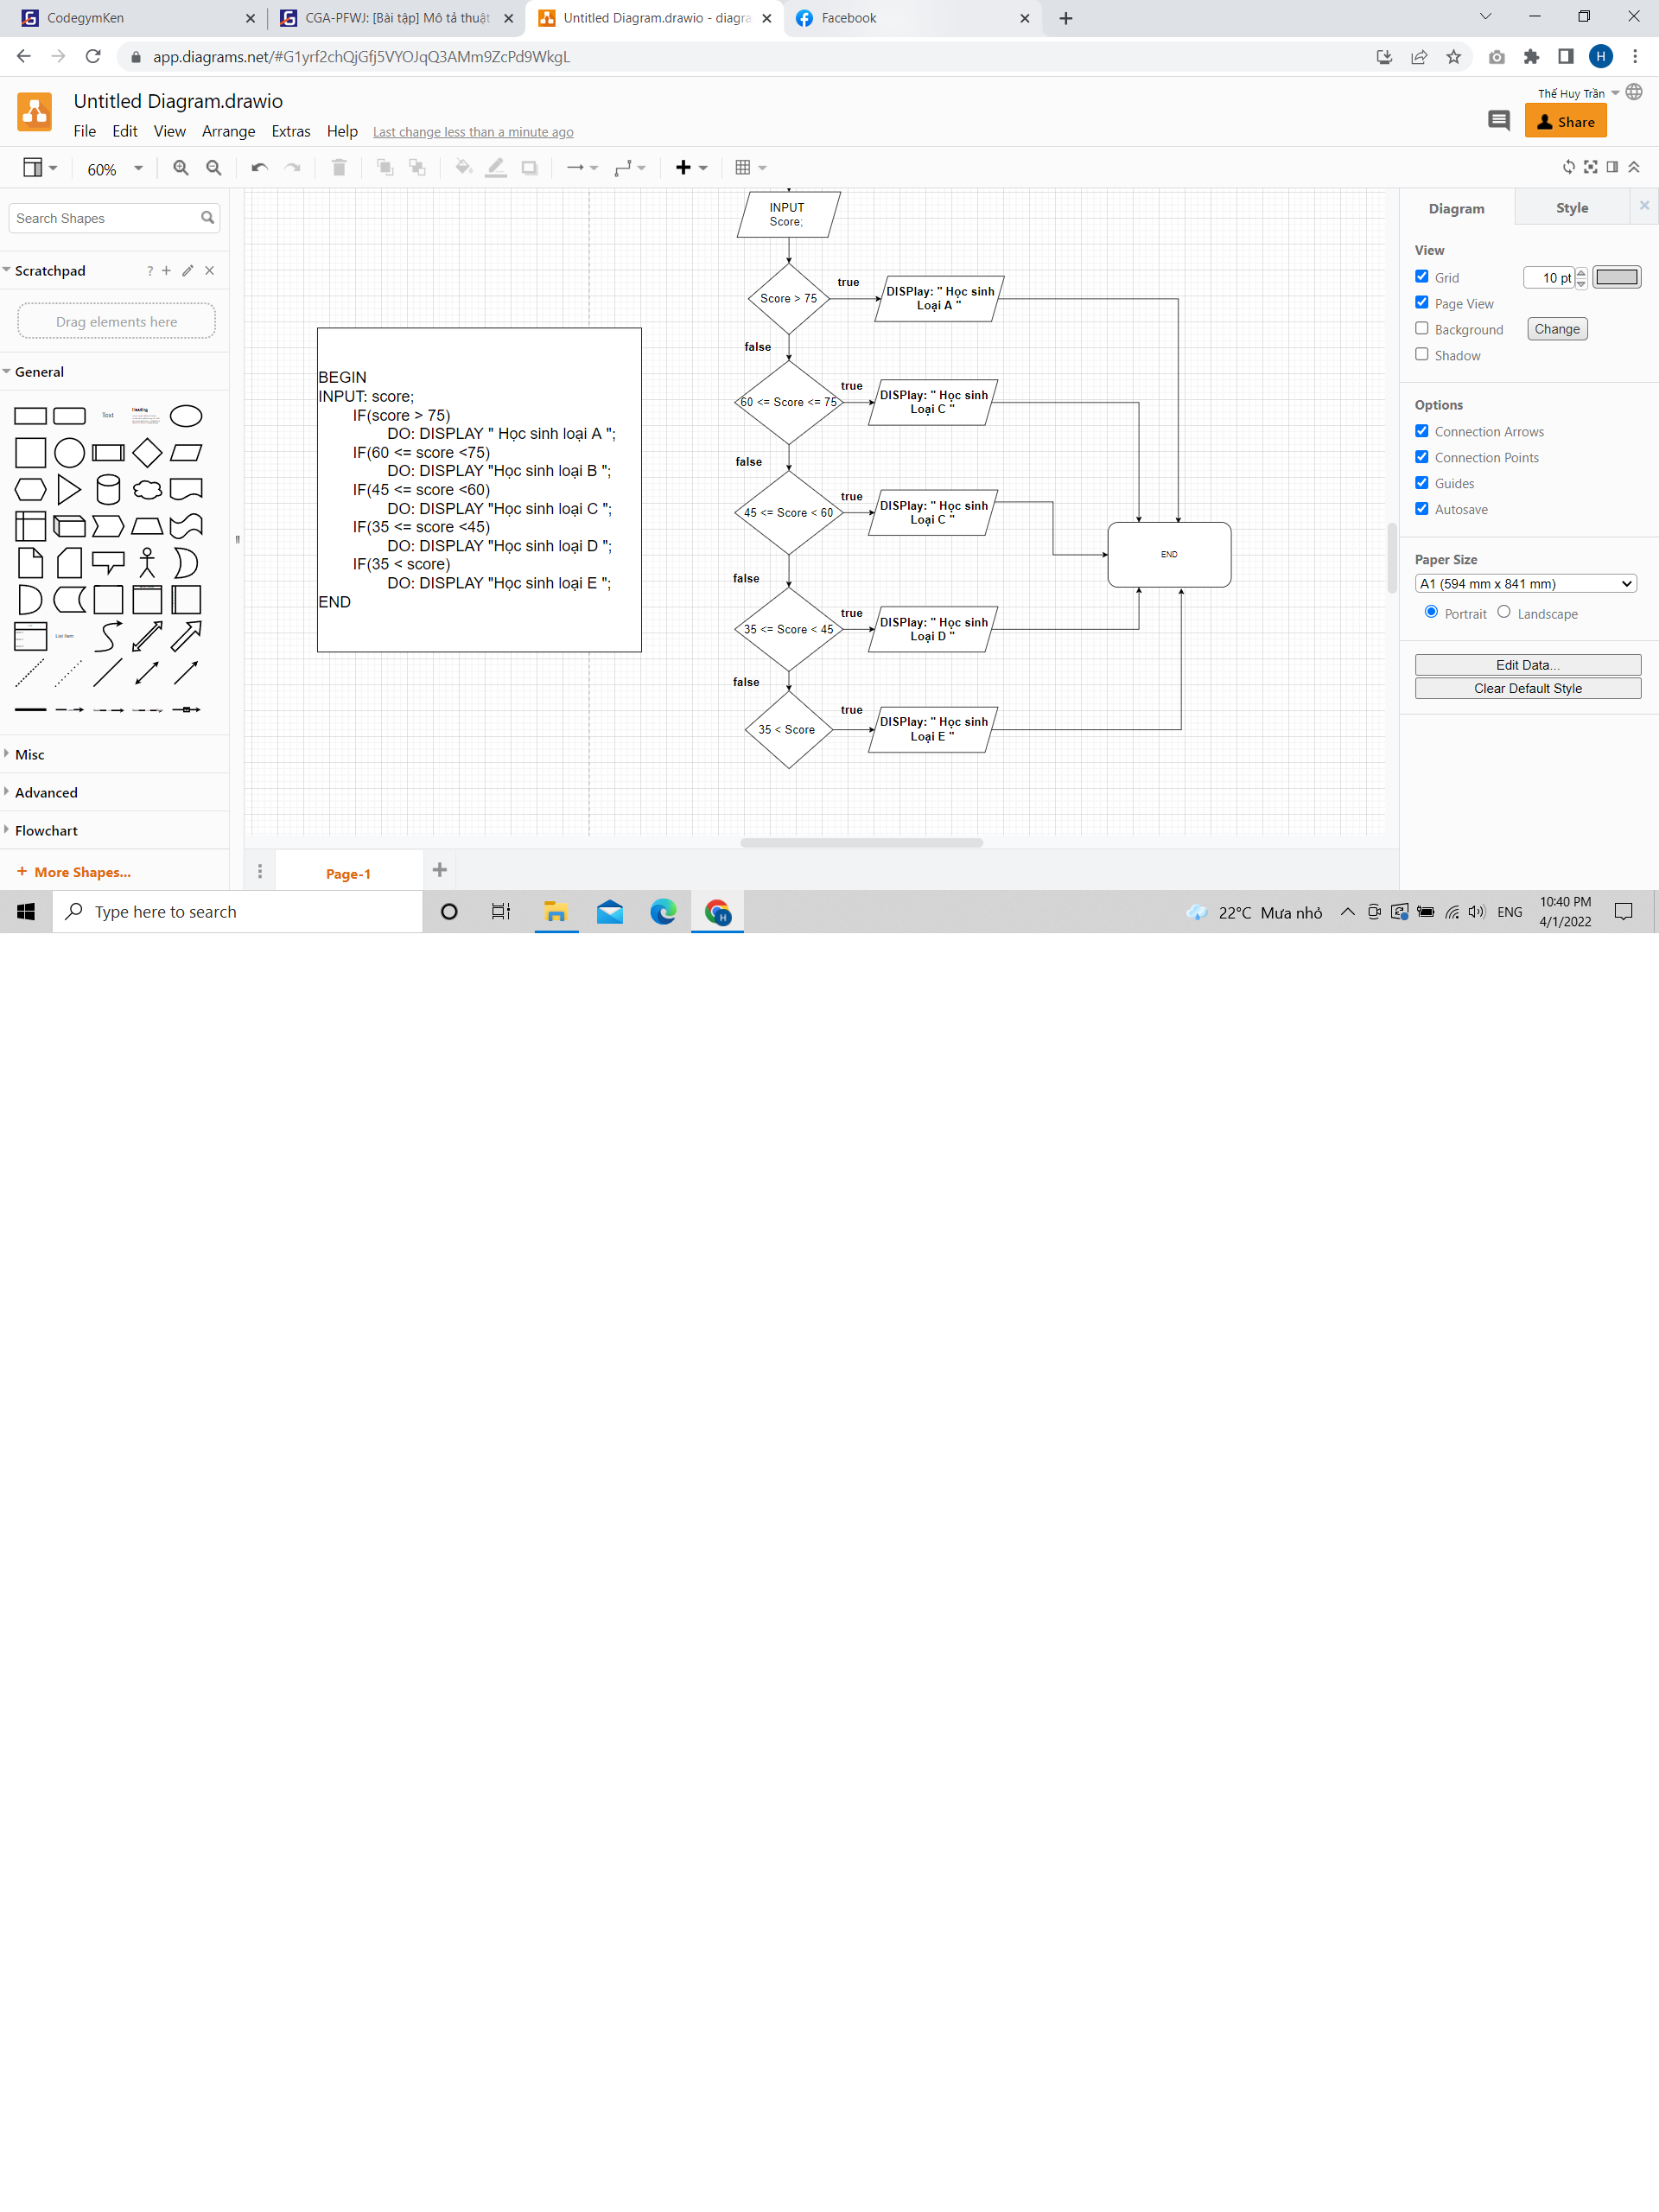 CodegymKen
CGA-PFWJ: [Bài tập] Mô tả thuật
Untitled Diagram.drawio - diagra
Facebook
app.diagrams.net/#G1yrf2chQjGfj5VYOJqQ3AMm9ZcPd9WkgL
H
Untitled Diagram.drawio
Thế Huy Trần
File Edit View Arrange Extras Help Last change less than a minute ago
Share
60%
Search Shapes
Scratchpad
?
Drag elements here
General
Text
Heading
List Item
Misc
Advanced
Flowchart
+ More Shapes...
BEGIN
INPUT: score;
IF(score > 75)
DO: DISPLAY " Học sinh loại A ";
IF(60 <= score <75)
DO: DISPLAY "Học sinh loại B ";
IF(45 <= score <60)
DO: DISPLAY "Học sinh loại C ";
IF(35 <= score <45)
DO: DISPLAY "Học sinh loại D ";
IF(35 < score)
DO: DISPLAY "Học sinh loại E ";
END
INPUT
Score;
Score > 75
true
DISPlay: " Học sinh
Loại A "
false
60 <= Score <= 75
true
DISPlay: " Học sinh
Loại C "
false
45 <= Score < 60
true
DISPlay: " Học sinh
Loại C "
false
35 <= Score < 45
true
DISPlay: " Học sinh
Loại D "
false
35 < Score
true
DISPlay: " Học sinh
Loại E "
END
Diagram
Style
View
Grid
10 pt
Page View
Background
Change
Shadow
Options
Connection Arrows
Connection Points
Guides
Autosave
Paper Size
A1 (594 mm x 841 mm)
Portrait
Landscape
Edit Data...
Clear Default Style
Page-1
Type here to search
H
22°C Mưa nhỏ
ENG
10:40 PM
4/1/2022